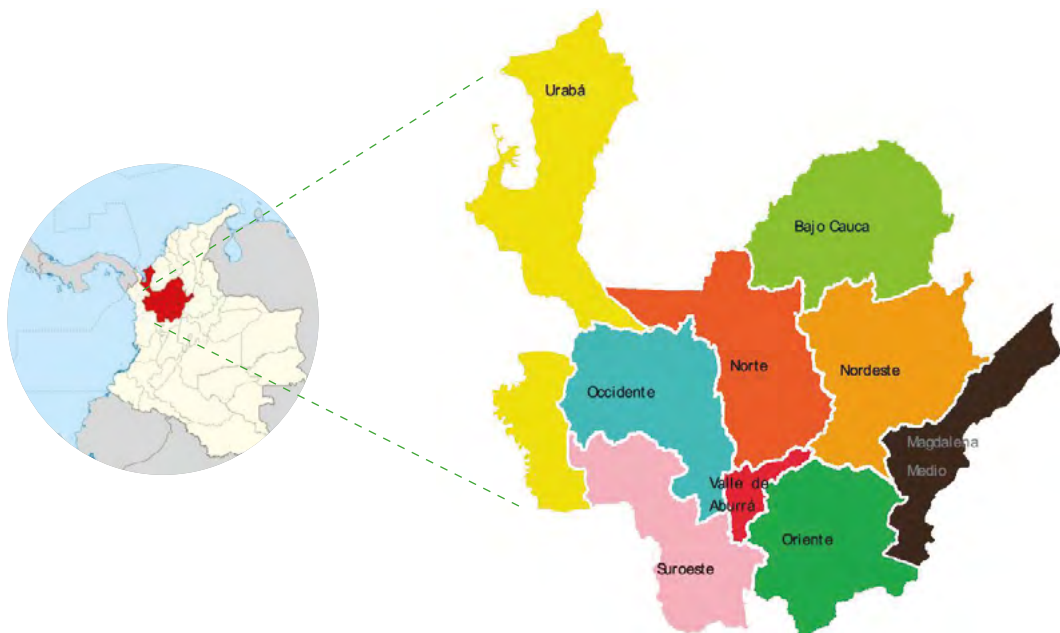 Urabá
Bajo Cauca
Norte
Nordeste
Occidente
Magdalena
Medio
Valle de
Aburrá
Oriente
Suroeste